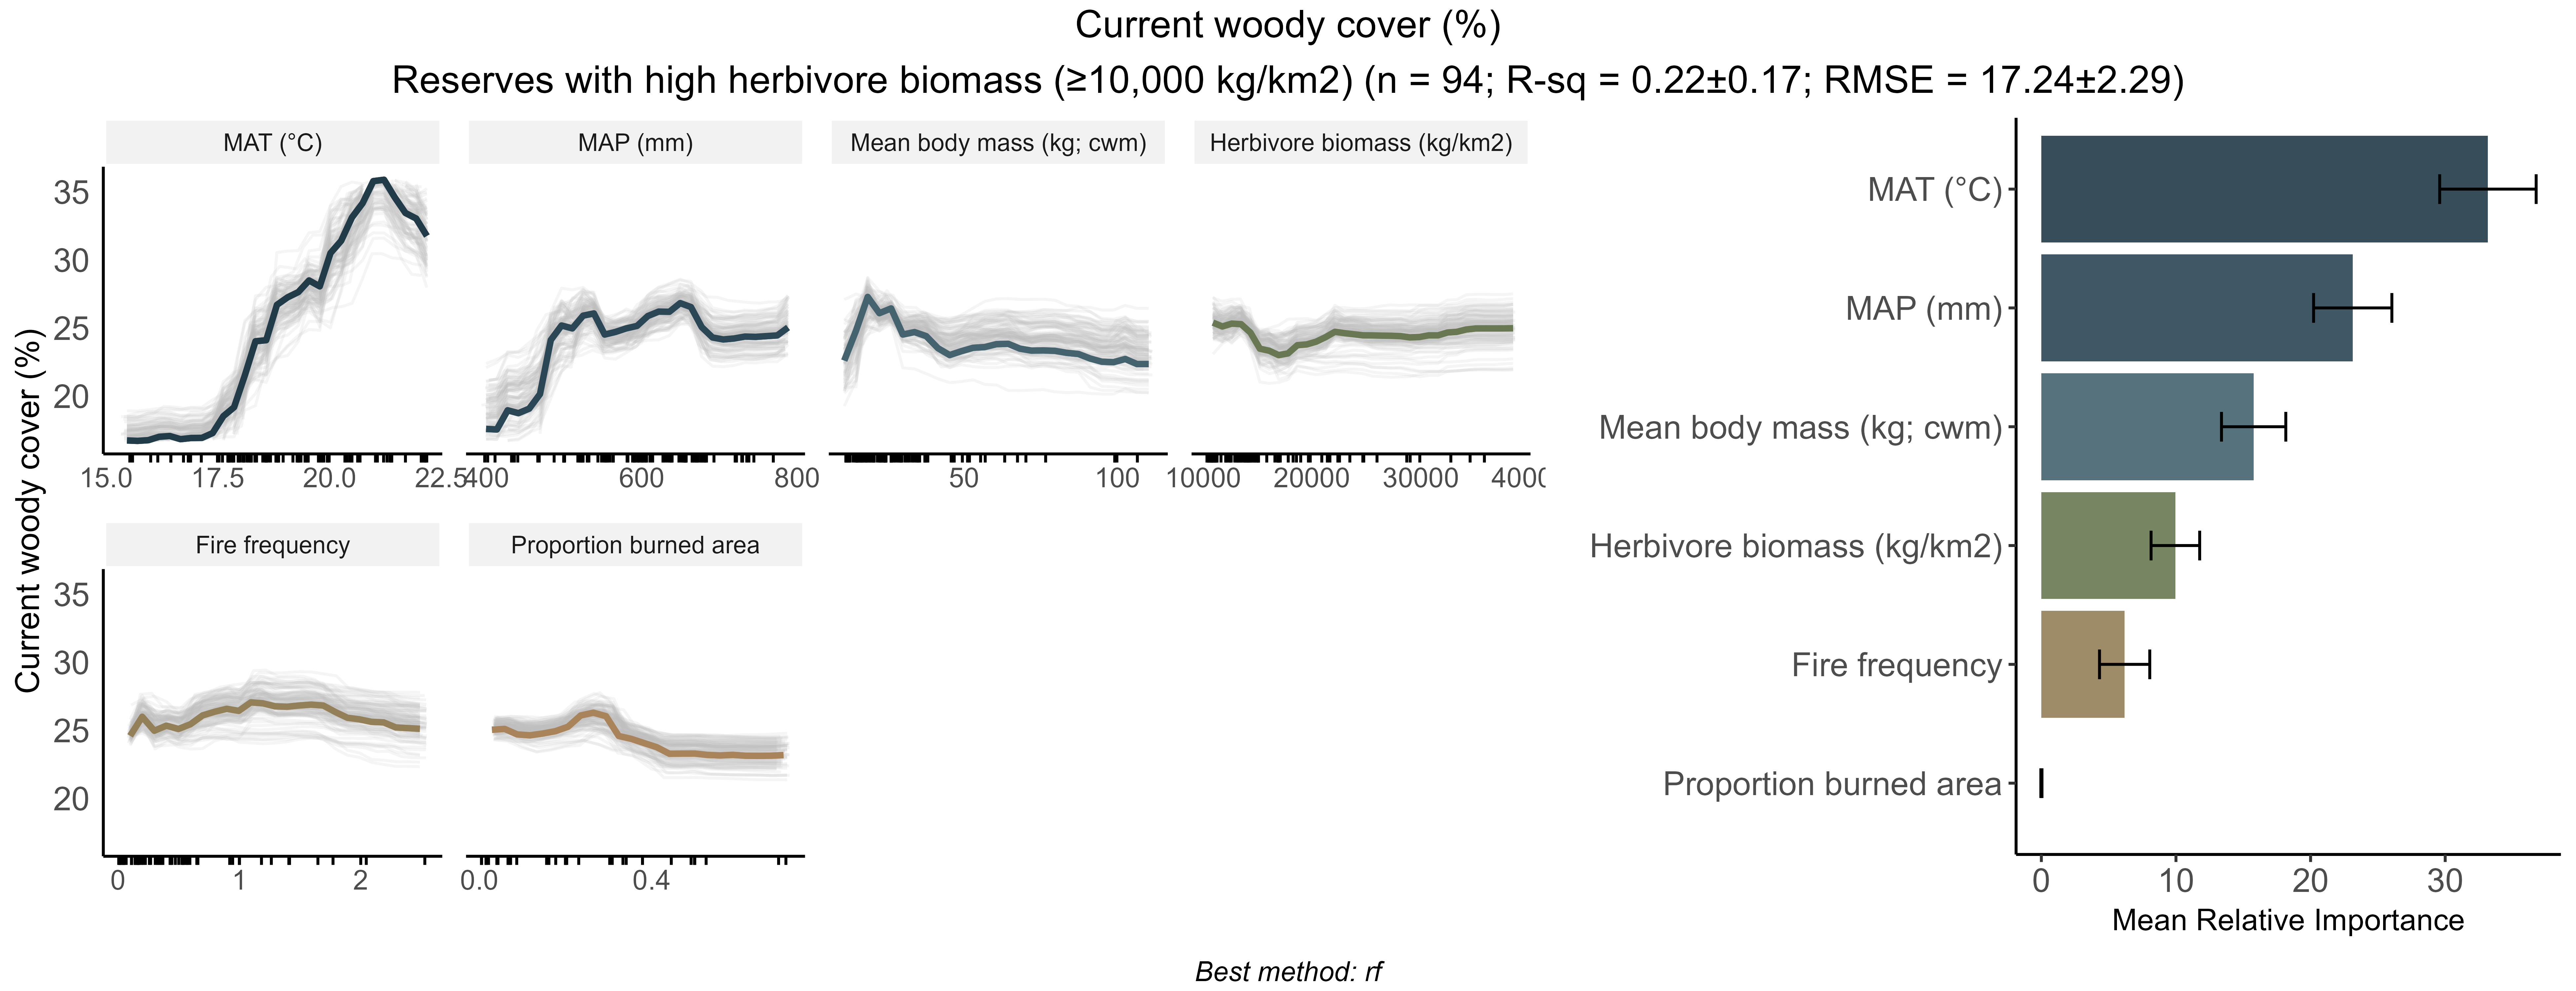 Current woody cover (%)
Reserves with high herbivore biomass (≥10,000 kg/km2) (n = 94; R-sq = 0.22±0.17; RMSE = 17.24±2.29)
Current woody cover (%)
MAT (°C)
MAP (mm)
Mean body mass (kg; cwm)
Herbivore biomass (kg/km2)
35
30
25
20
15.0 17.5 20.0 22.5
400 600 800
50 100
10000 20000 30000 4000
Fire frequency
Proportion burned area
35
30
25
20
0 1 2
0.0 0.4
MAT (°C)
MAP (mm)
Mean body mass (kg; cwm)
Herbivore biomass (kg/km2)
Fire frequency
Proportion burned area
0 10 20 30
Mean Relative Importance
Best method: rf